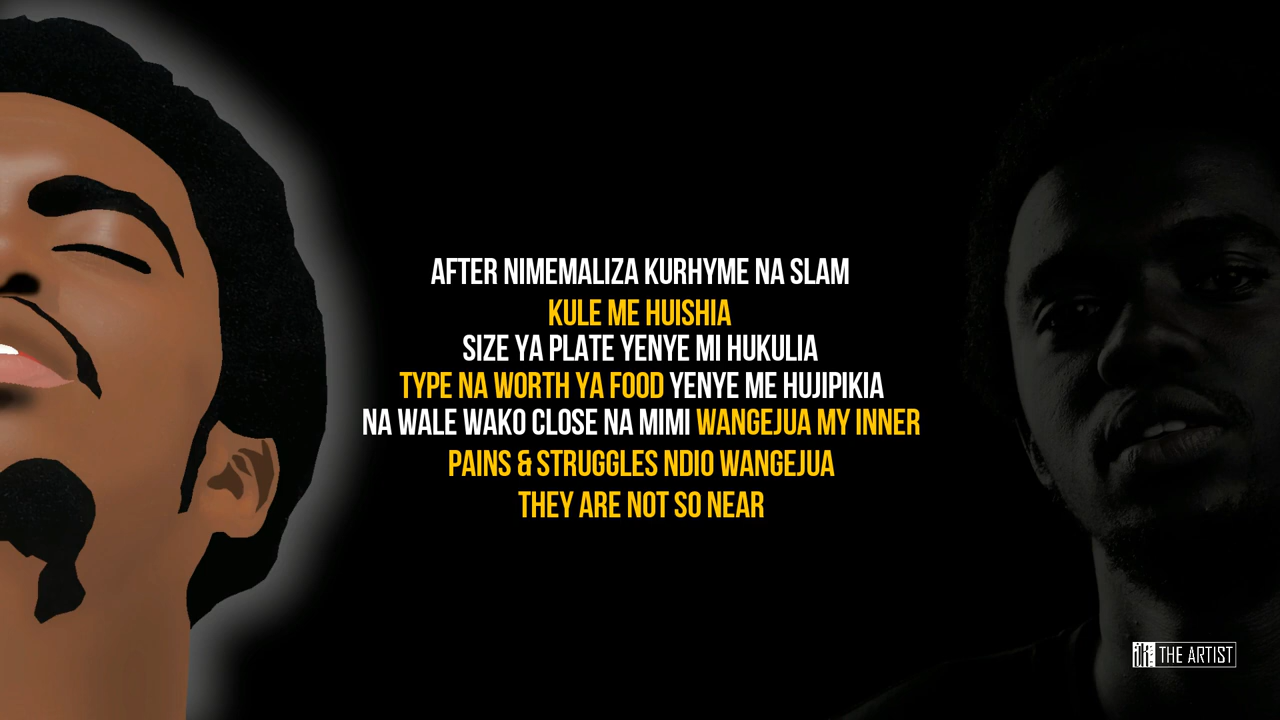 AFTER NIMEMALIZA KURHYME NA SLAM
KULE ME HUISHIA
SIZE YA PLATE YENYE MI HUKULIA
TYPE NA WORTH YA FOOD YENYE ME HUJIPIKIA
NA WALE WAKO CLOSE NA MIMI WANGEJUA MY INNER
PAINS & STRUGGLES NDIO WANGEJUA
THEY ARE NOT SO NEAR
THE ARTIST